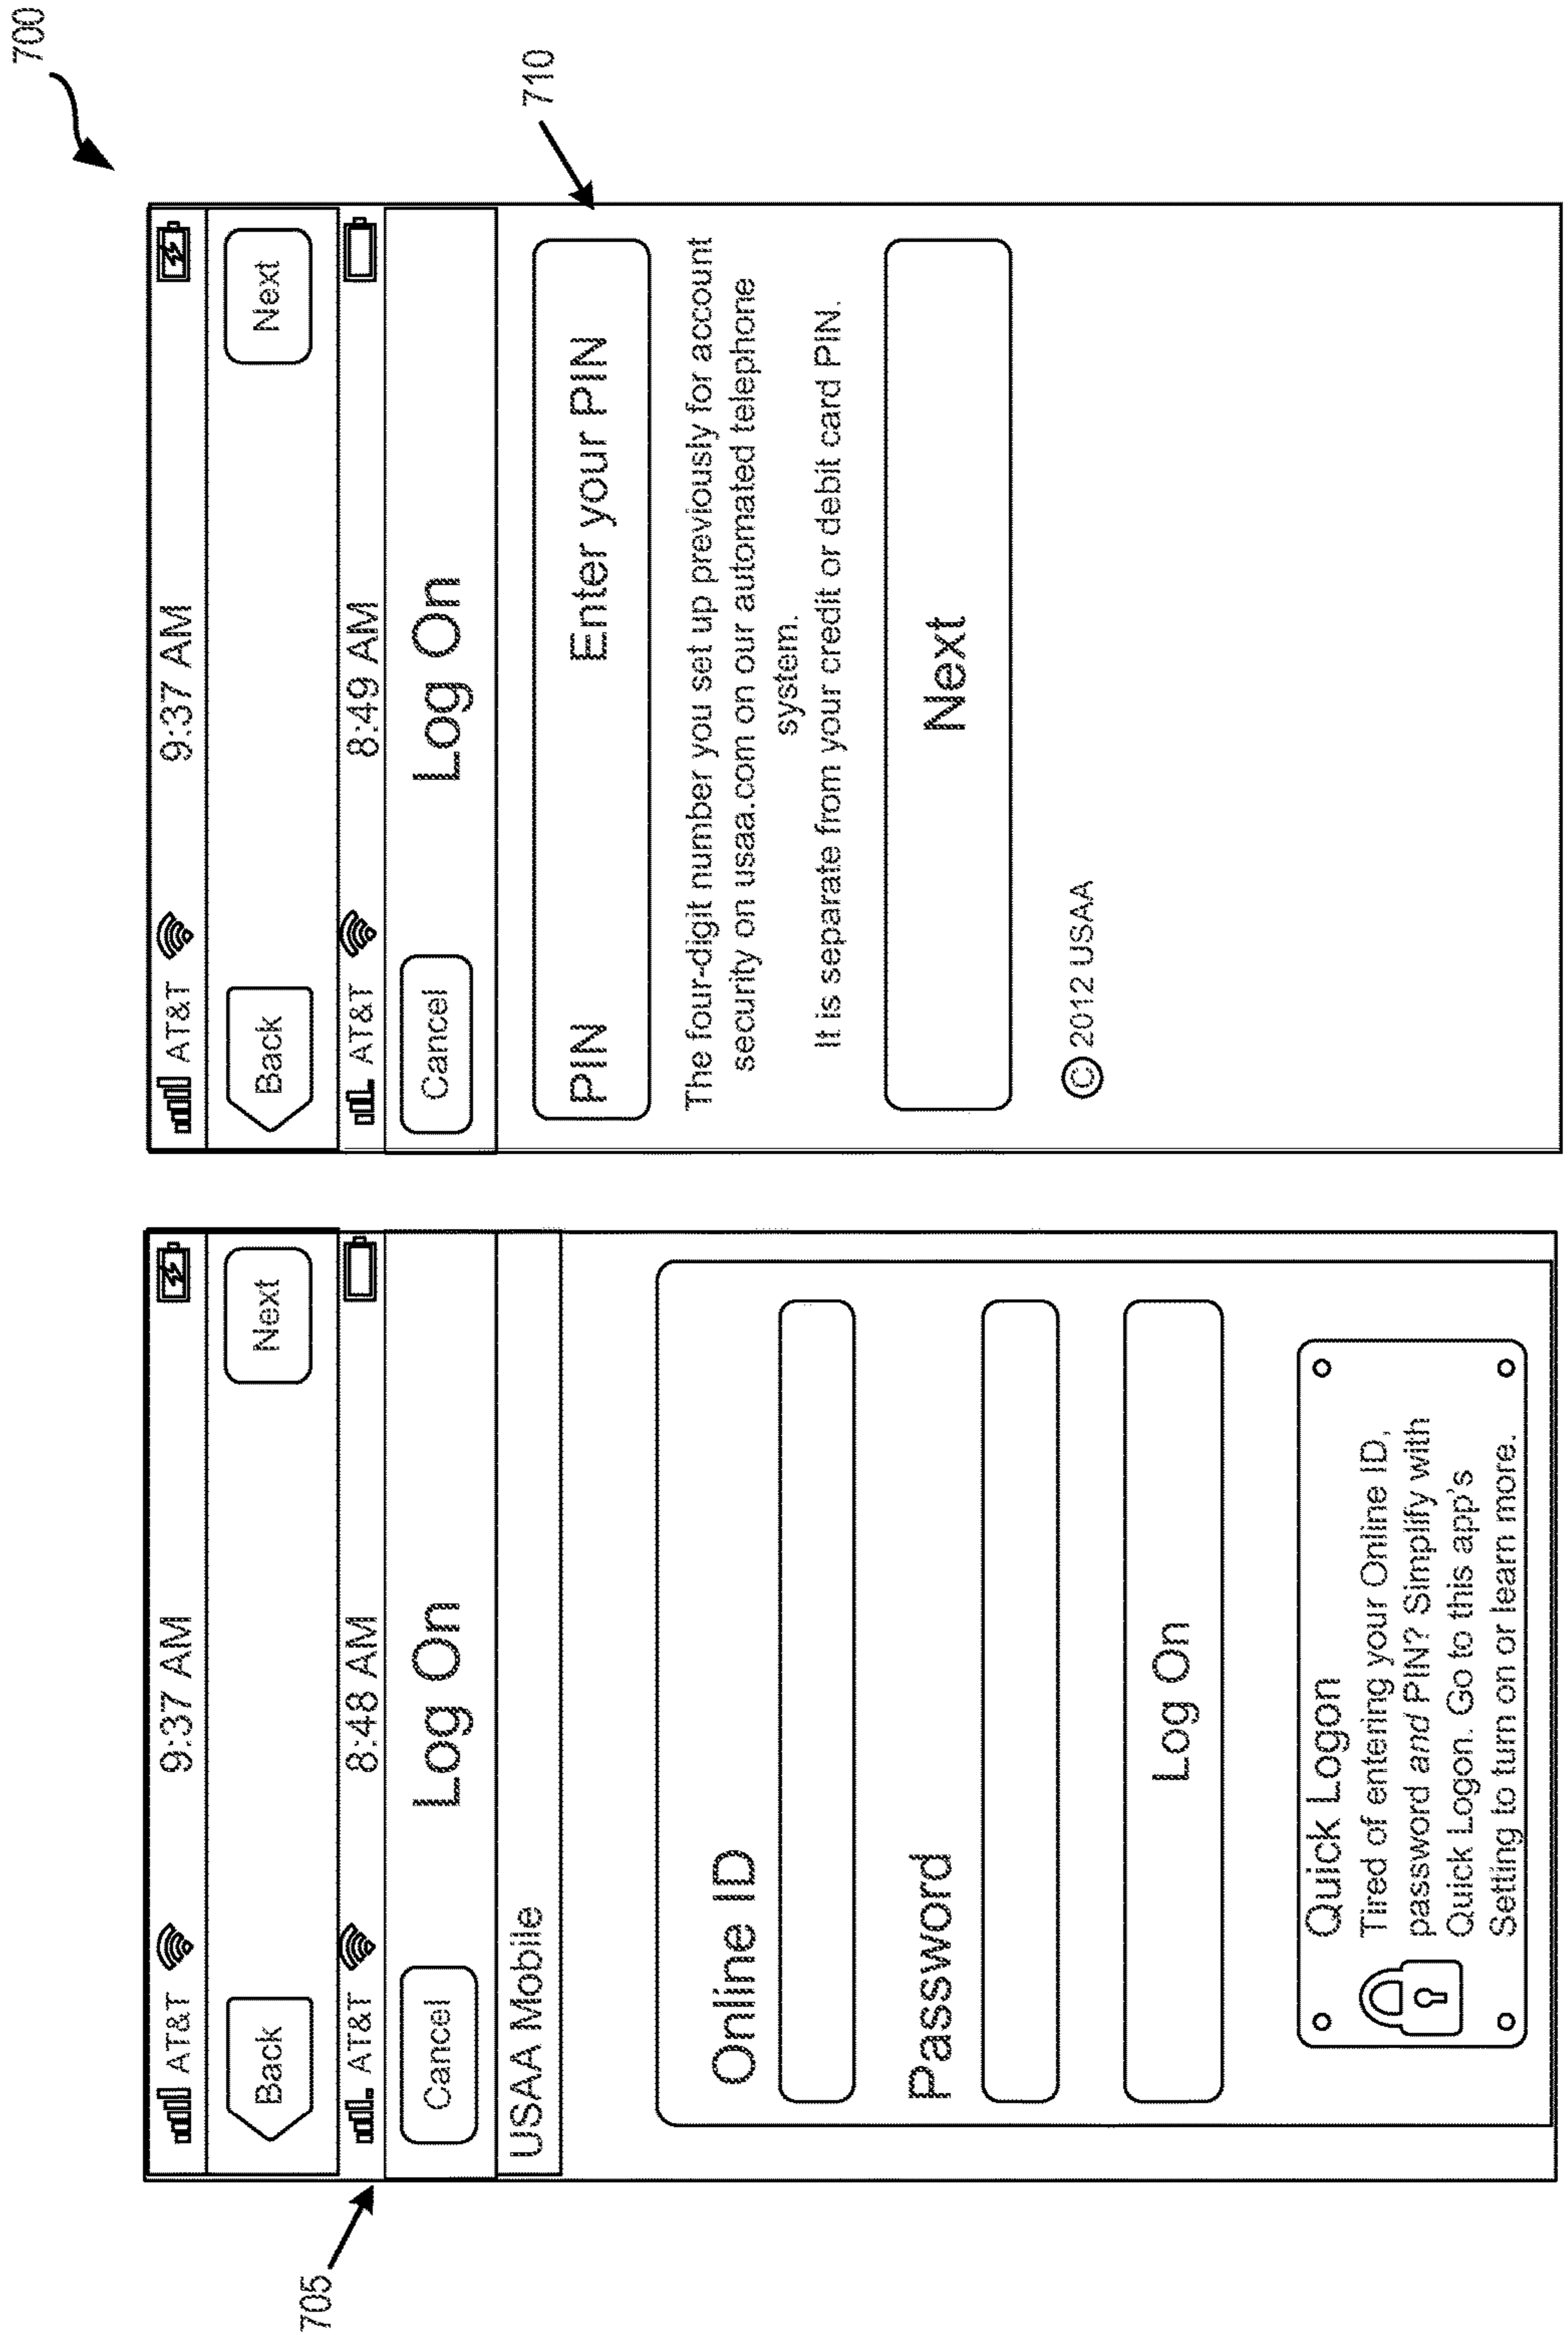 700
705
AT&T 9:37 AM
Back Next
AT&T 8:48 AM
Cancel Log On
USAA Mobile
Online ID
Password
Log On
Quick Logon
Tired of entering your Online ID,
password and PIN? Simplify with
Quick Logon. Go to this app's
Setting to turn on or learn more.
710
AT&T 9:37 AM
Back Next
AT&T 8:49 AM
Cancel Log On
PIN Enter your PIN
The four-digit number you set up previously for account
security on usaa.com on our automated telephone
system.
It is separate from your credit or debit card PIN.
Next
© 2012 USAA